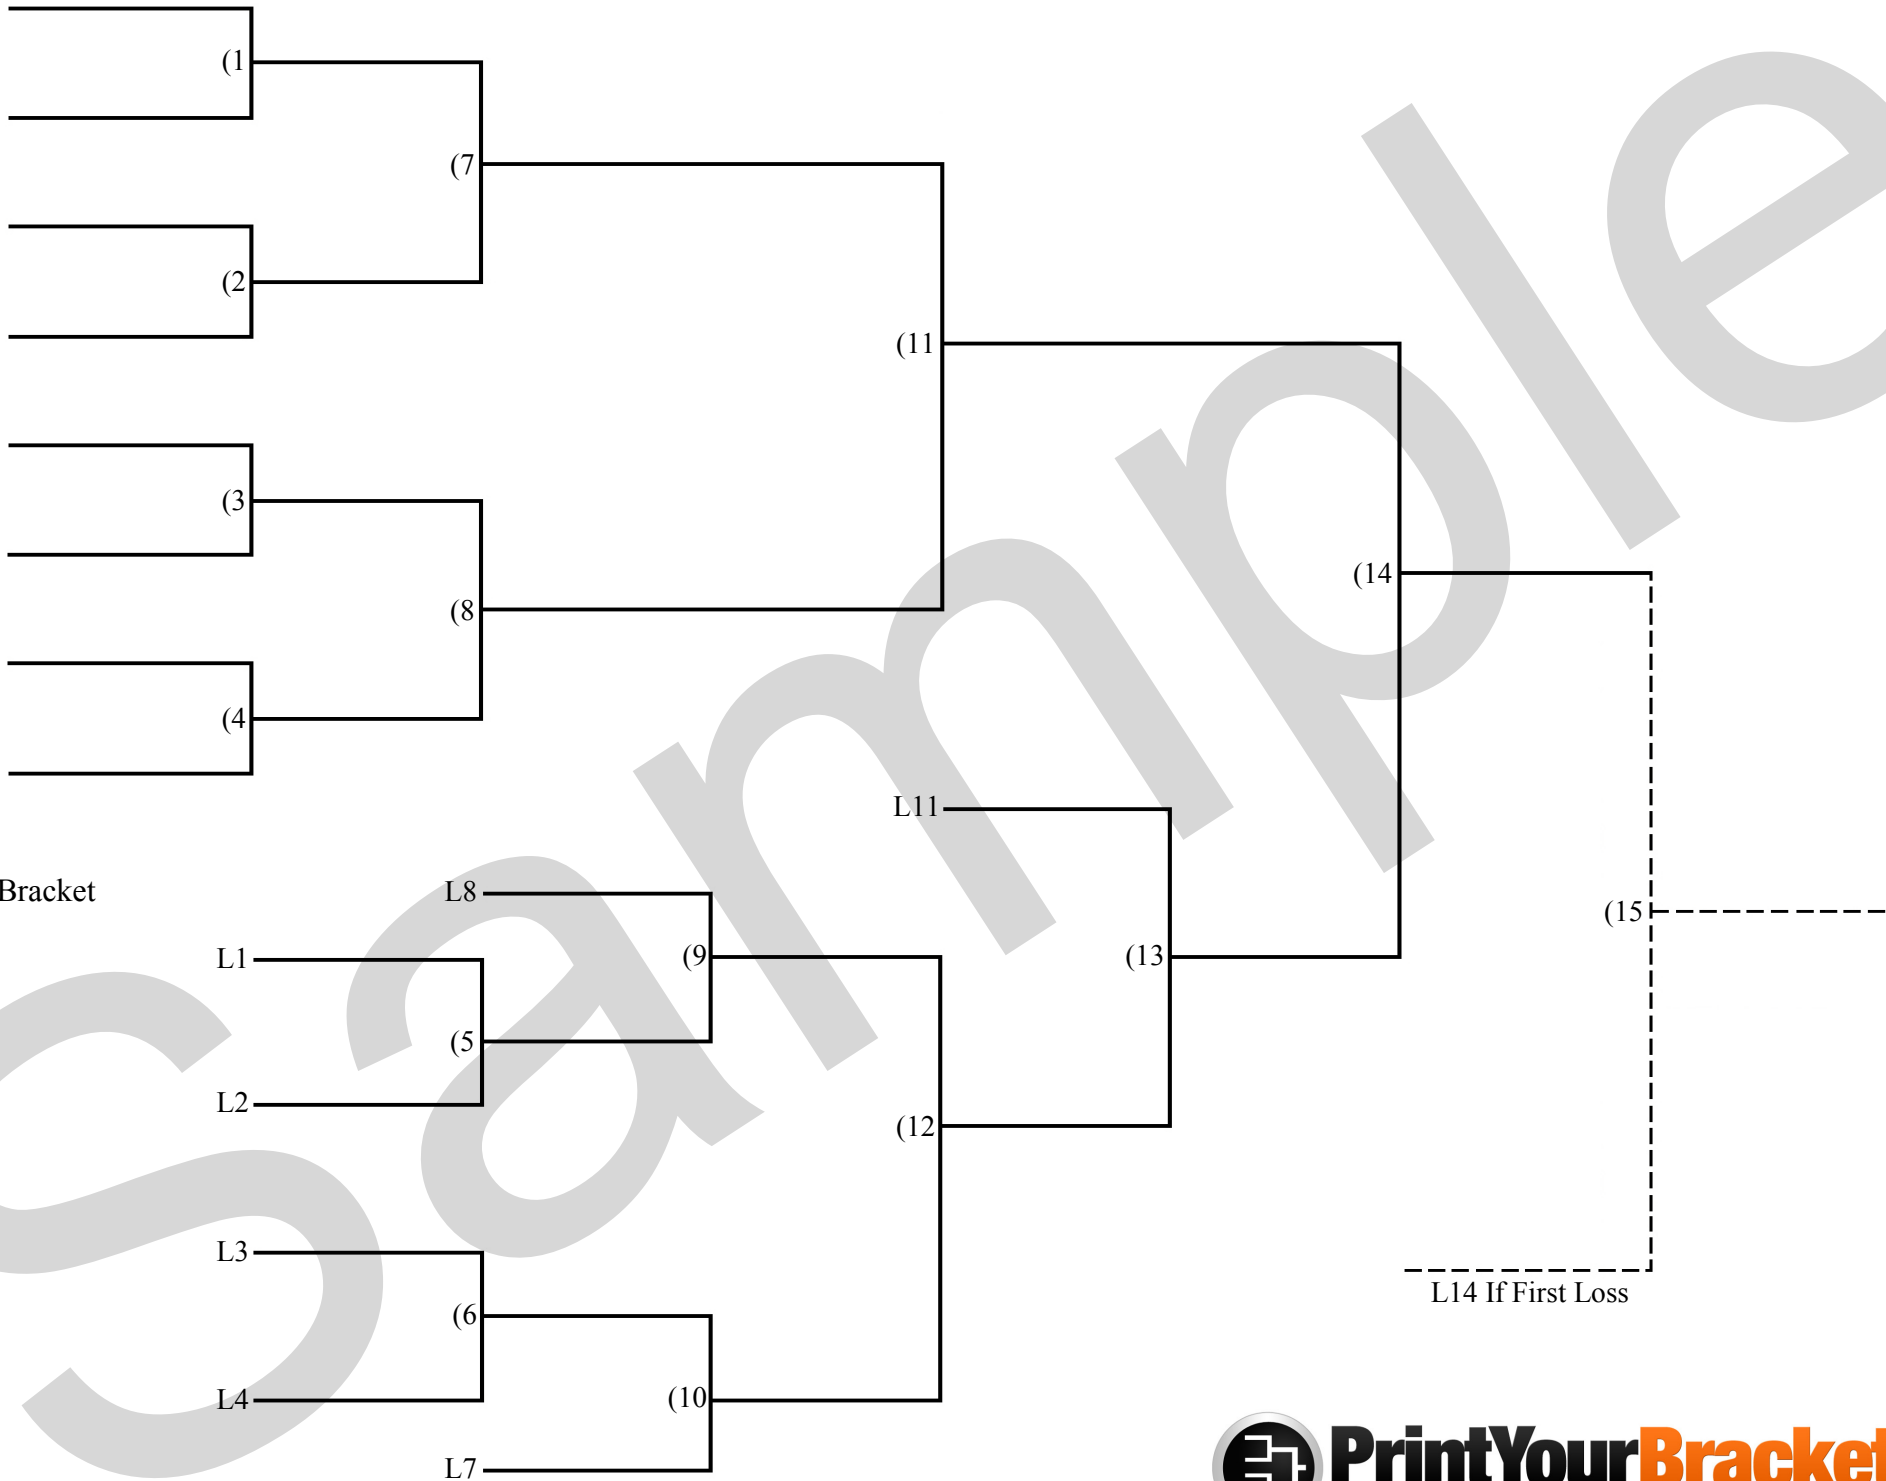 (1
(7
(2
(11
(3
(14
(8
(4
L11
Bracket
L8
(15
L1
(9
(13
(5
L2
(12
L3
L14 If First Loss
(6
L4
(10
L7
PrintYourBracket
Sample